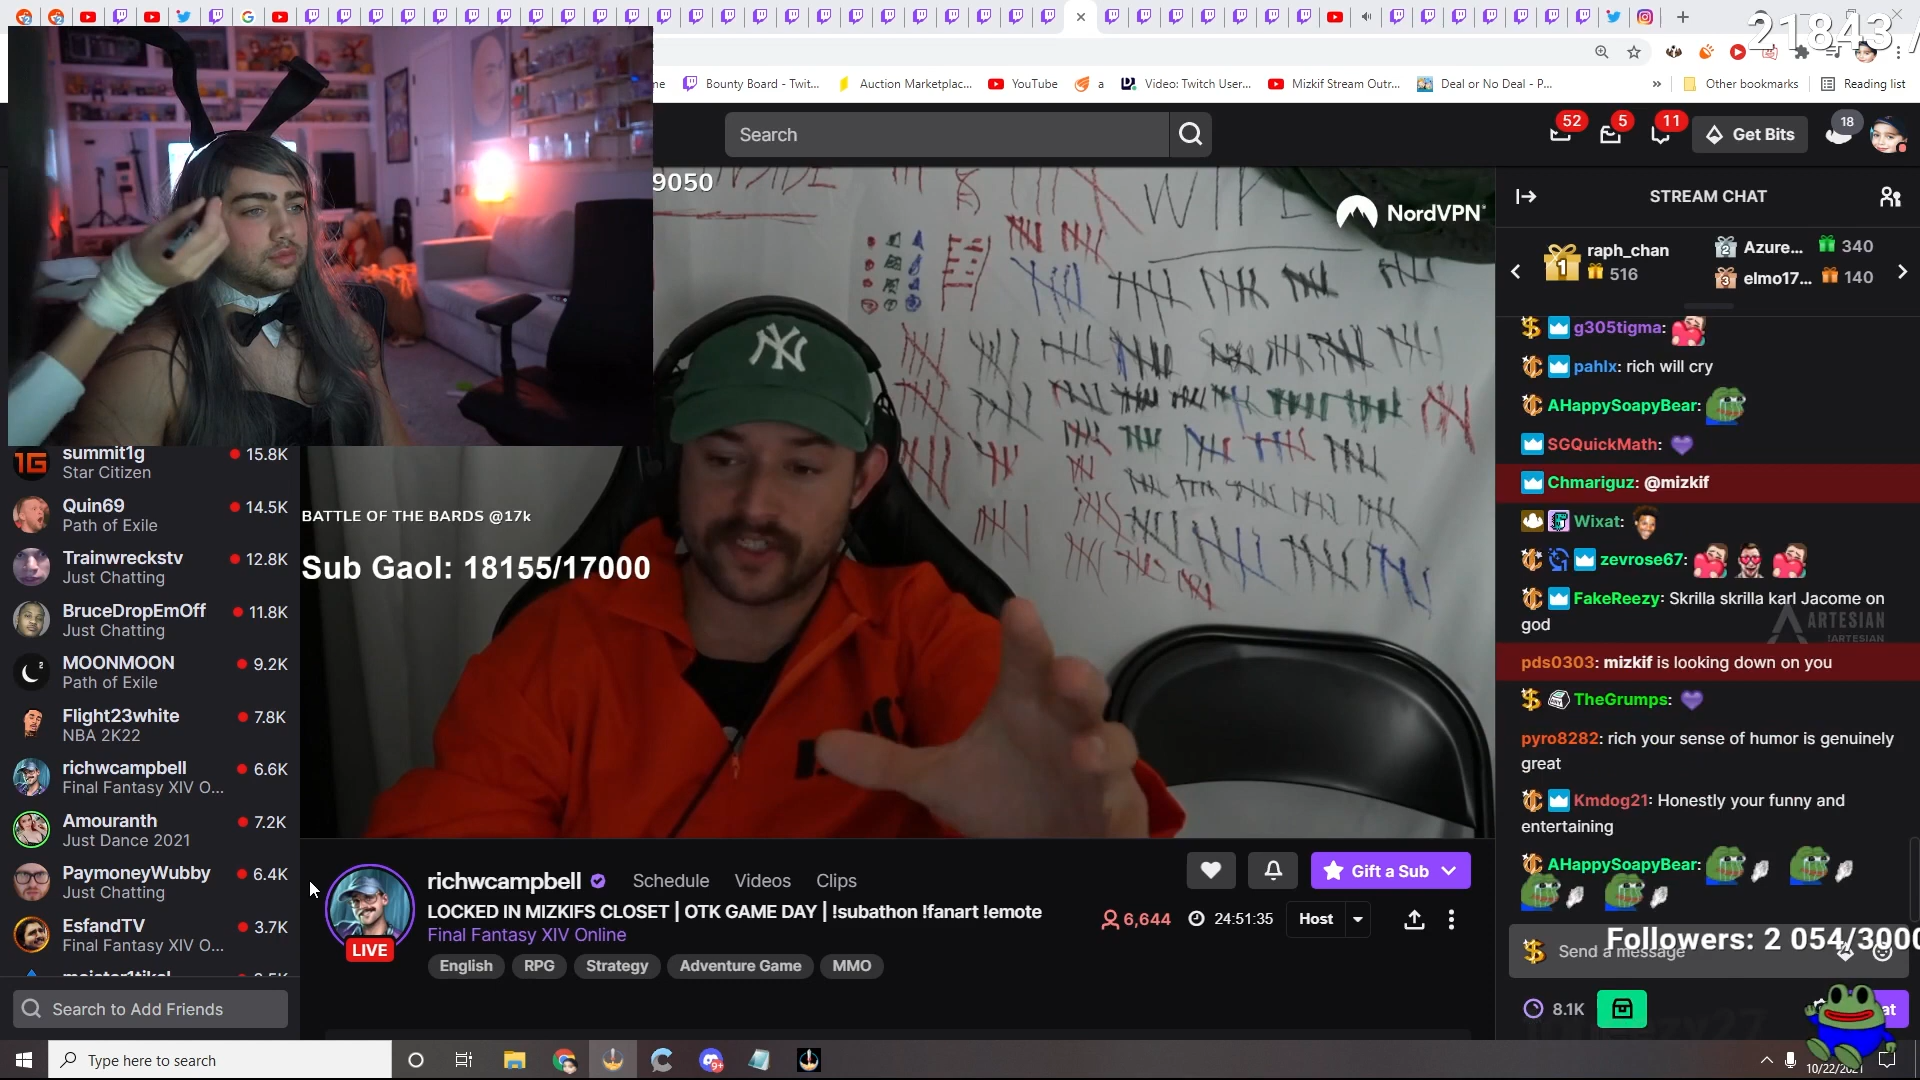 21843 /
me
Bounty Board - Twit...
Auction Marketplac...
YouTube
a
Video: Twitch User...
Mizkif Stream Outr...
Deal or No Deal - P...
»
Other bookmarks
Reading list
Search
52
5
11
Get Bits
18
9050
NordVPN
WIPE
NY
BATTLE OF THE BARDS @17k
Sub Gaol: 18155/17000
STREAM CHAT
1
raph_chan
516
2
Azure...
340
3
elmo17...
140
g305tigma:
pahlx: rich will cry
AHappySoapyBear:
SGQuickMath:
Chmariguz: @mizkif
Wixat:
zevrose67:
FakeReezy: Skrilla skrilla karl Jacome on
god
ARTESIAN
!ARTESIAN
pds0303: mizkif is looking down on you
TheGrumps:
pyro8282: rich your sense of humor is genuinely
great
Kmdog21: Honestly your funny and
entertaining
AHappySoapyBear:
Followers: 2 054/3000
Send a message
8.1K
summit1g
15.8K
Star Citizen
Quin69
14.5K
Path of Exile
Trainwreckstv
12.8K
Just Chatting
BruceDropEmOff
11.8K
Just Chatting
MOONMOON
9.2K
Path of Exile
Flight23white
7.8K
NBA 2K22
richwcampbell
6.6K
Final Fantasy XIV O...
Amouranth
7.2K
Just Dance 2021
PaymoneyWubby
6.4K
Just Chatting
EsfandTV
3.7K
Final Fantasy XIV O...
Search to Add Friends
LIVE
richwcampbell
Schedule
Videos
Clips
Gift a Sub
LOCKED IN MIZKIFS CLOSET | OTK GAME DAY | !subathon !fanart !emote
6,644
24:51:35
Host
Final Fantasy XIV Online
English
RPG
Strategy
Adventure Game
MMO
Type here to search
9+